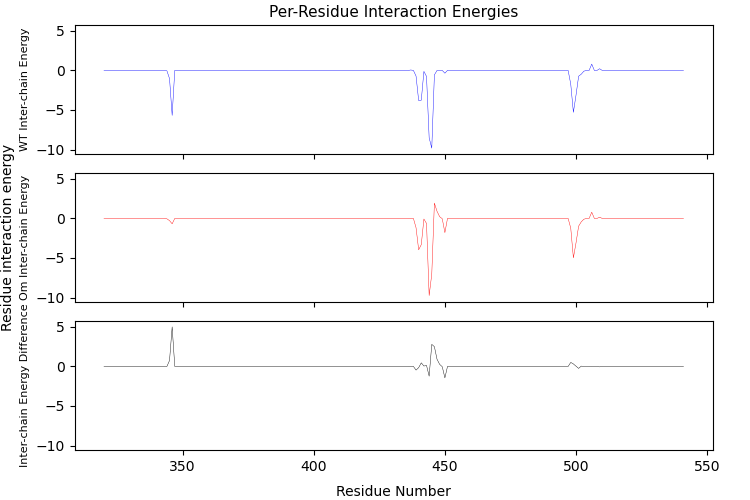 Per-Residue Interaction Energies
Residue interaction energy
WT Inter-chain Energy
5
0
−5
−10
Om Inter-chain Energy
5
0
−5
−10
Inter-chain Energy Difference
5
0
−5
−10
350
400
450
500
550
Residue Number